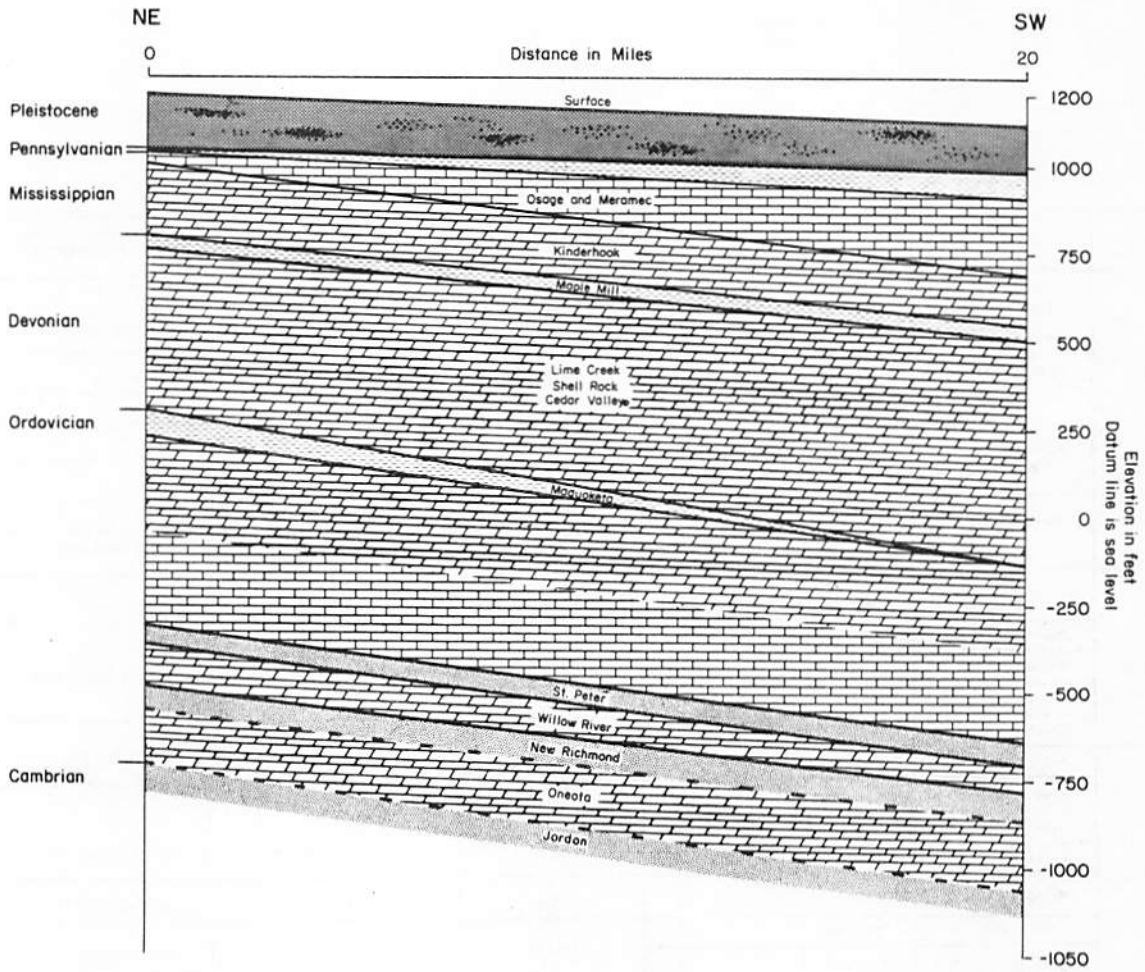 NE
SW
Distance in Miles
0
20
Surface
1200
Pleistocene
Pennsylvanian
1000
Mississippian
Osage and Meramec
Kinderhook
750
Maple Mill
Devonian
500
Lime Creek
Shell Rock
Cedar Valley
Ordovician
250
Maquoketa
0
Elevation in feet
Datum line is sea level
-250
St. Peter
-500
Willow River
New Richmond
Cambrian
-750
Oneota
Jordon
-1000
-1050